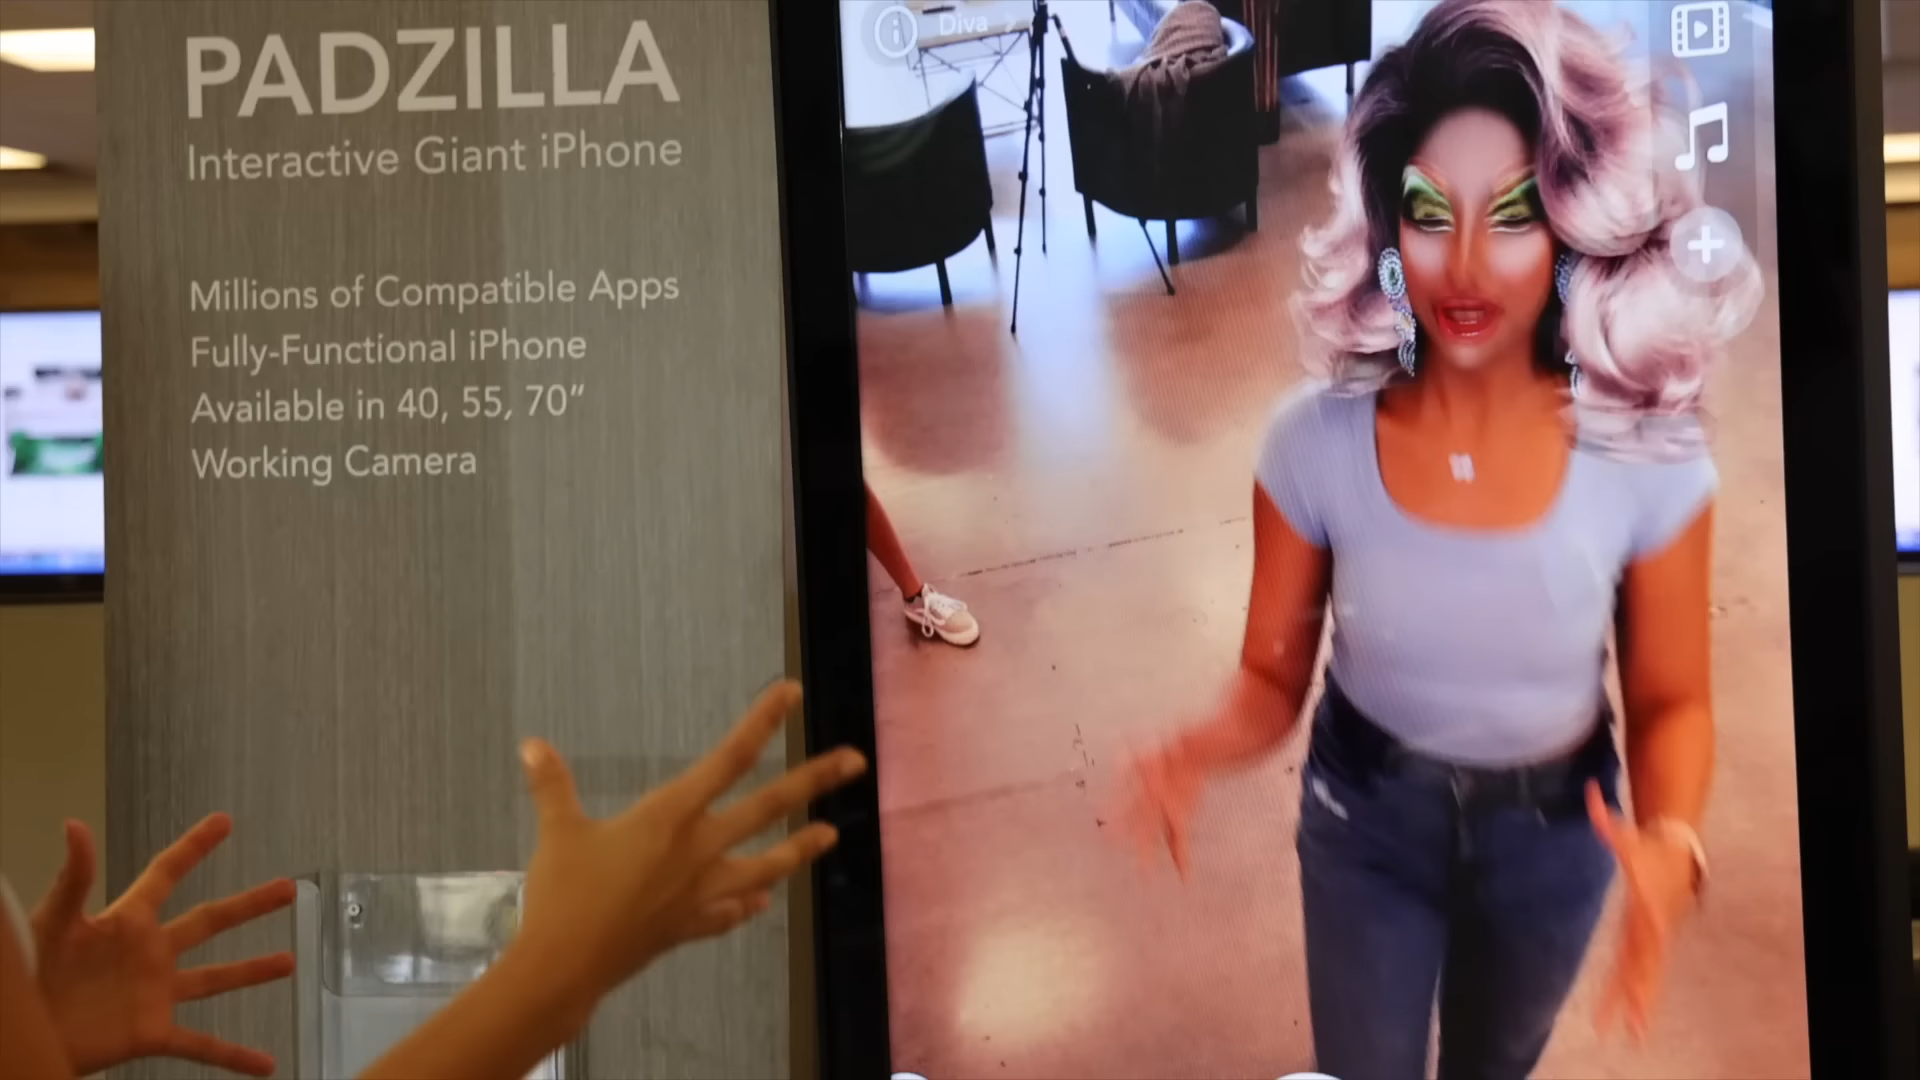 PADZILLA
Interactive Giant iPhone
Millions of Compatible Apps
Fully-Functional iPhone
Available in 40, 55, 70"
Working Camera
Diva